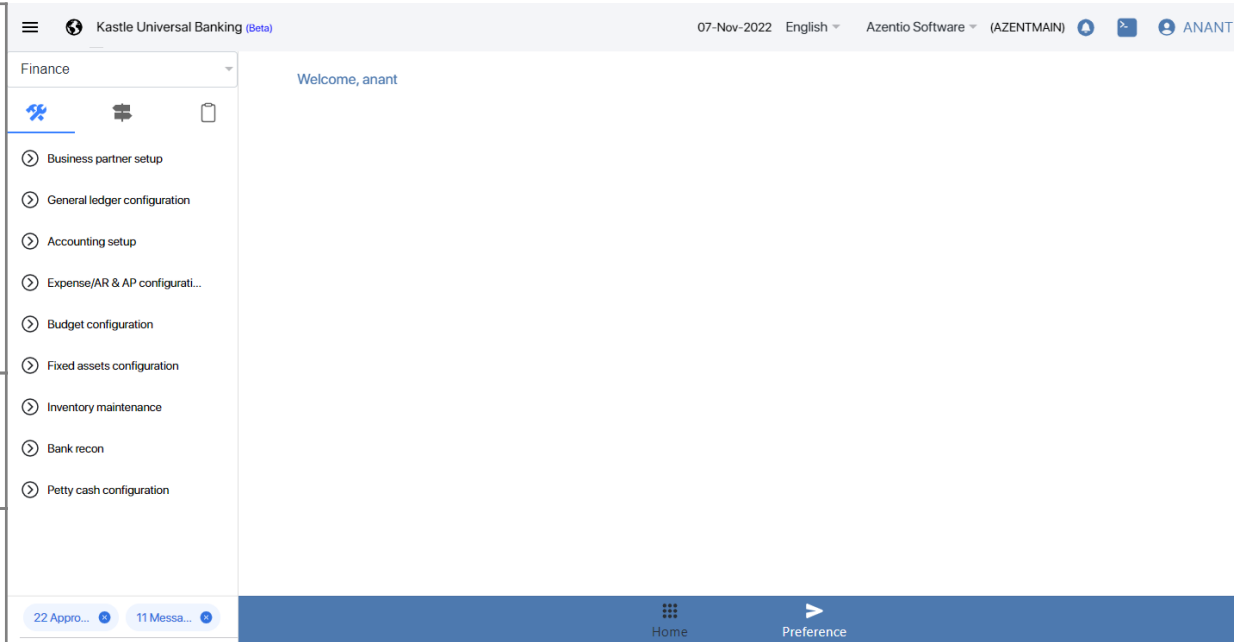 Kastle Universal Banking (Beta)
07-Nov-2022 English Azentio Software (AZENTMAIN) ANANT
Finance
Welcome, anant
Business partner setup
General ledger configuration
Accounting setup
Expense/AR & AP configurati...
Budget configuration
Fixed assets configuration
Inventory maintenance
Bank recon
Petty cash configuration
22 Appro... 11 Messa...
Home Preference